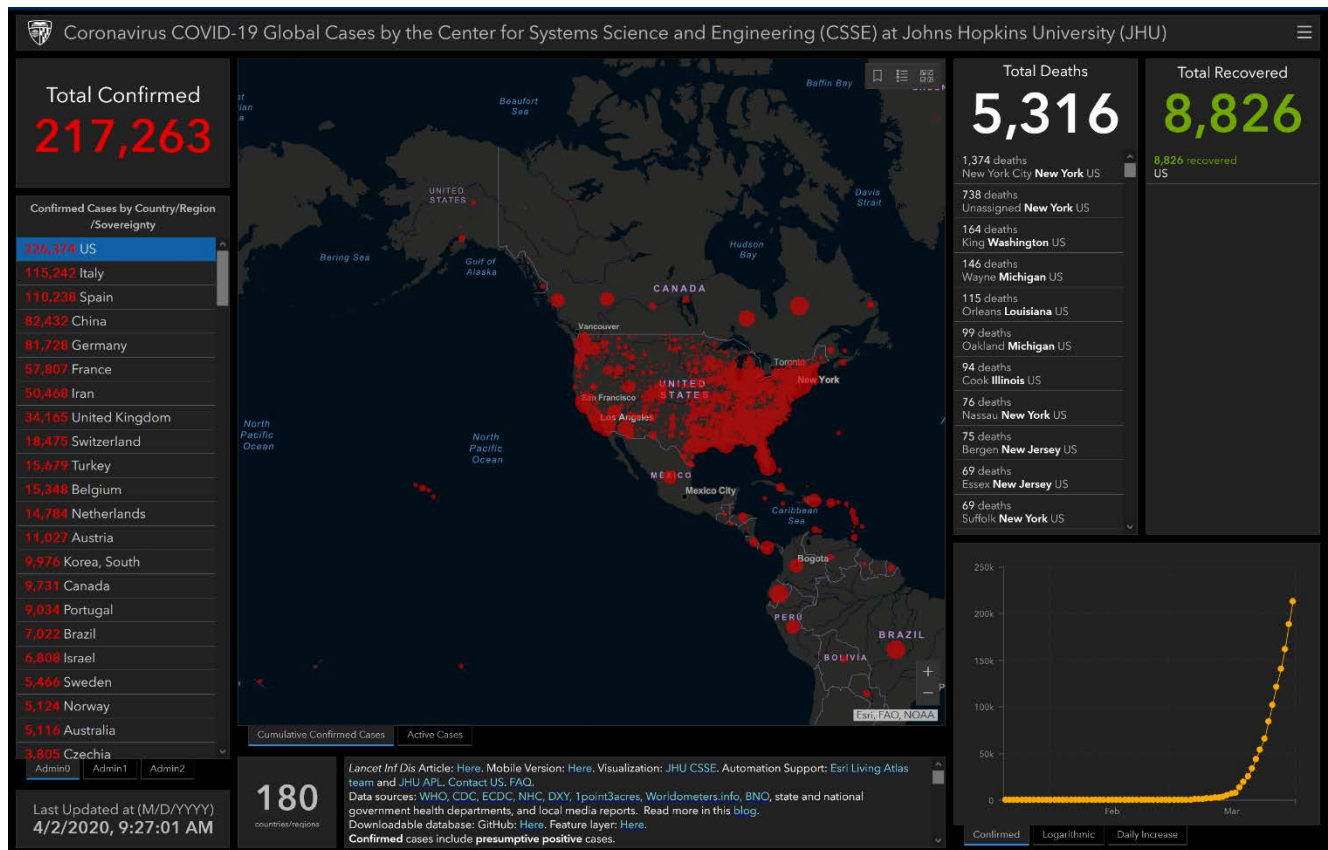 Coronavirus COVID-19 Global Cases by the Center for Systems Science and Engineering (CSSE) at Johns Hopkins University (JHU)
Total Confirmed
217,263
Confirmed Cases by Country/Region
/Sovereignty
226,374 US
115,242 Italy
110,238 Spain
82,432 China
81,728 Germany
57,807 France
50,468 Iran
34,165 United Kingdom
18,475 Switzerland
15,679 Turkey
15,348 Belgium
14,784 Netherlands
11,027 Austria
9,976 Korea, South
9,731 Canada
9,034 Portugal
7,022 Brazil
6,808 Israel
5,466 Sweden
5,124 Norway
5,116 Australia
3,805 Czechia
Admin0
Admin1
Admin2
Last Updated at (M/D/YYYY)
4/2/2020, 9:27:01 AM
Baffin Bay
Beaufort
Sea
Davis
Strait
UNITED
STATES
Bering Sea
Gulf of
Alaska
Hudson
Bay
CANADA
Vancouver
Toronto
UNITED
STATES
New York
San Francisco
Los Angeles
North
Pacific
Ocean
North
Pacific
Ocean
MÉXICO
Mexico City
Caribbean
Sea
Bogota
PERÚ
BRAZIL
BOLIVIA
+
−
Esri, FAO, NOAA
Cumulative Confirmed Cases
Active Cases
180
countries/regions
Lancet Inf Dis Article: Here. Mobile Version: Here. Visualization: JHU CSSE. Automation Support: Esri Living Atlas
team and JHU APL. Contact US. FAQ.
Data sources: WHO, CDC, ECDC, NHC, DXY, 1point3acres, Worldometers.info, BNO, state and national
government health departments, and local media reports. Read more in this blog.
Downloadable database: GitHub: Here. Feature layer: Here.
Confirmed cases include presumptive positive cases.
Total Deaths
5,316
1,374 deaths
New York City New York US
738 deaths
Unassigned New York US
164 deaths
King Washington US
146 deaths
Wayne Michigan US
115 deaths
Orleans Louisiana US
99 deaths
Oakland Michigan US
94 deaths
Cook Illinois US
76 deaths
Nassau New York US
75 deaths
Bergen New Jersey US
69 deaths
Essex New Jersey US
69 deaths
Suffolk New York US
Total Recovered
8,826
8,826 recovered
US
250k
200k
150k
100k
50k
0
Feb
Mar
Confirmed
Logarithmic
Daily Increase